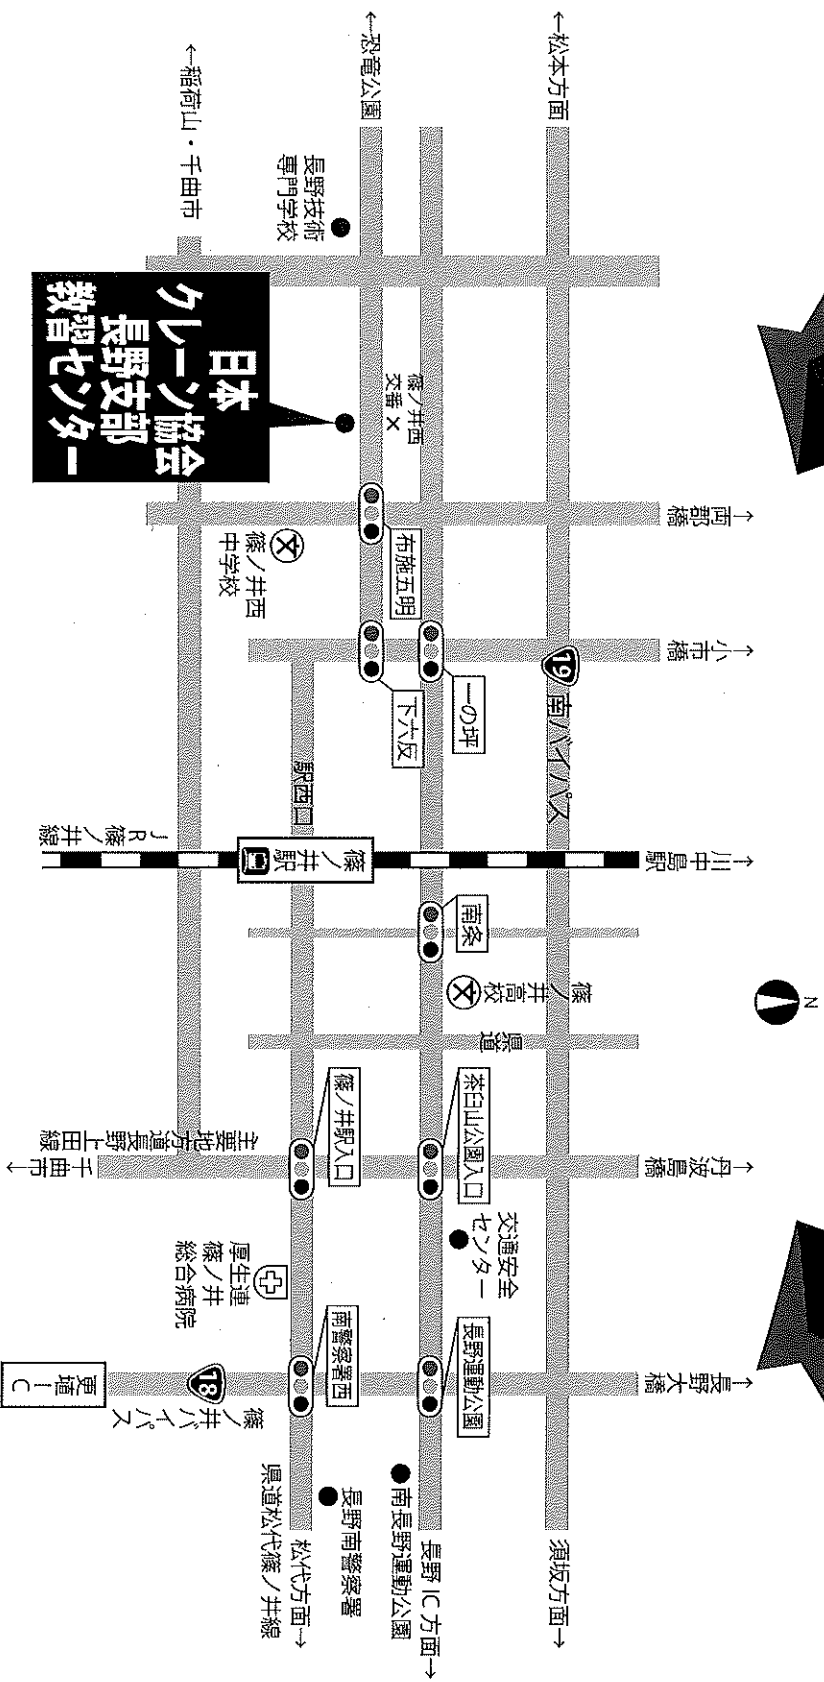 N
←松本方面
←恐竜公園
←稲荷山・千曲市
長野技術
専門学校
日本
クレーン協会
長野支部
教習センター
篠ノ井西
交番
↑両郡橋
↑小市橋
布施五明
篠ノ井西
中学校
一の坪
下六反
19
南バイパス
駅西口
↑川中島駅
篠ノ井駅
JR篠ノ井線
南条
篠ノ井高校
県道
↑丹波島橋
茶臼山公園入口
篠ノ井駅入口
主要地方道長野上田線
千曲市↓
交通安全
センター
厚生連
篠ノ井
総合病院
↑長野大橋
長野運動公園
南警察署西
18
篠ノ井バイパス
更埴IC
須坂方面→
長野IC方面→
南長野運動公園
長野南警察署
松代方面→
県道松代篠ノ井線